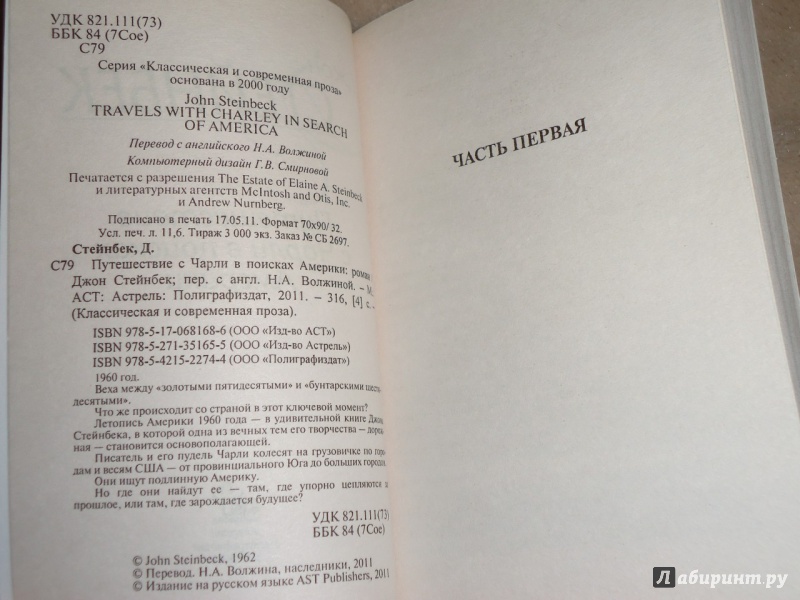 УДК 821.111(73)
ББК 84 (7Сое)
С79
Серия «Классическая и современная проза»
основана в 2000 году
John Steinbeck
TRAVELS WITH CHARLEY IN SEARCH
OF AMERICA
Перевод с английского Н.А. Волжиной
Компьютерный дизайн Г.В. Смирновой
Печатается с разрешения The Estate of Elaine A. Steinbeck
и литературных агентств McIntosh and Otis, Inc.
и Andrew Nurnberg.
Подписано в печать 17.05.11. Формат 70х90/32.
Усл. печ. л. 11,6. Тираж 3 000 экз. Заказ № СБ 2697.
Стейнбек, Д.
С79 Путешествие с Чарли в поисках Америки: роман
Джон Стейнбек; пер. с англ. Н.А. Волжиной. – М.
АСТ: Астрель: Полиграфиздат, 2011. – 316, [4] с. –
(Классическая и современная проза).
ISBN 978-5-17-068168-6 (ООО «Изд-во АСТ»)
ISBN 978-5-271-35165-5 (ООО «Изд-во Астрель»)
ISBN 978-5-4215-2274-4 (ООО «Полиграфиздат»)
1960 год.
Веха между «золотыми пятидесятыми» и «бунтарскими шести
десятыми».
Что же происходит со страной в этот ключевой момент?
Летопись Америки 1960 года — в удивительной книге Джона
Стейнбека, в которой одна из вечных тем его творчества — дорож
ная — становится основополагающей.
Писатель и его пудель Чарли колесят на грузовичке по горо
дам и весям США — от провинциального Юга до больших городов.
Они ищут подлинную Америку.
Но где они найдут ее — там, где упорно цепляются за
прошлое, или там, где зарождается будущее?
УДК 821.111(73)
ББК 84 (7Сое)
© John Steinbeck, 1962
© Перевод. Н.А. Волжина, наследники, 2011
© Издание на русском языке AST Publishers, 2011
ЧАСТЬ ПЕРВАЯ
Лабиринт.ру